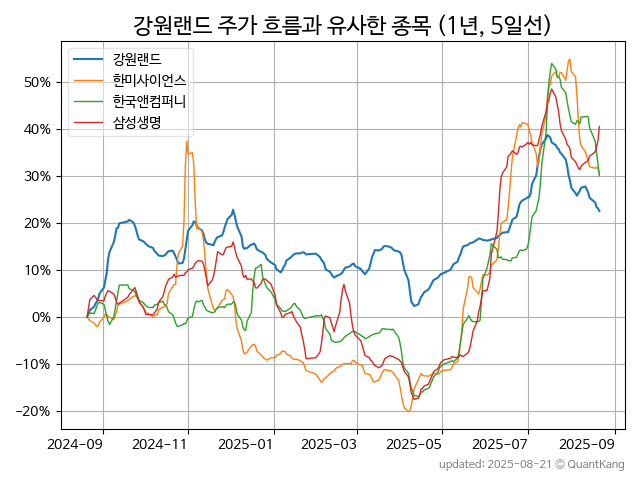 강원랜드 주가 흐름과 유사한 종목 (1년, 5일선)
강원랜드
한미사이언스
한국앤컴퍼니
삼성생명
50%
40%
30%
20%
10%
0%
−10%
−20%
2024-09 2024-11 2025-01 2025-03 2025-05 2025-07 2025-09
updated: 2025-08-21 © QuantKang